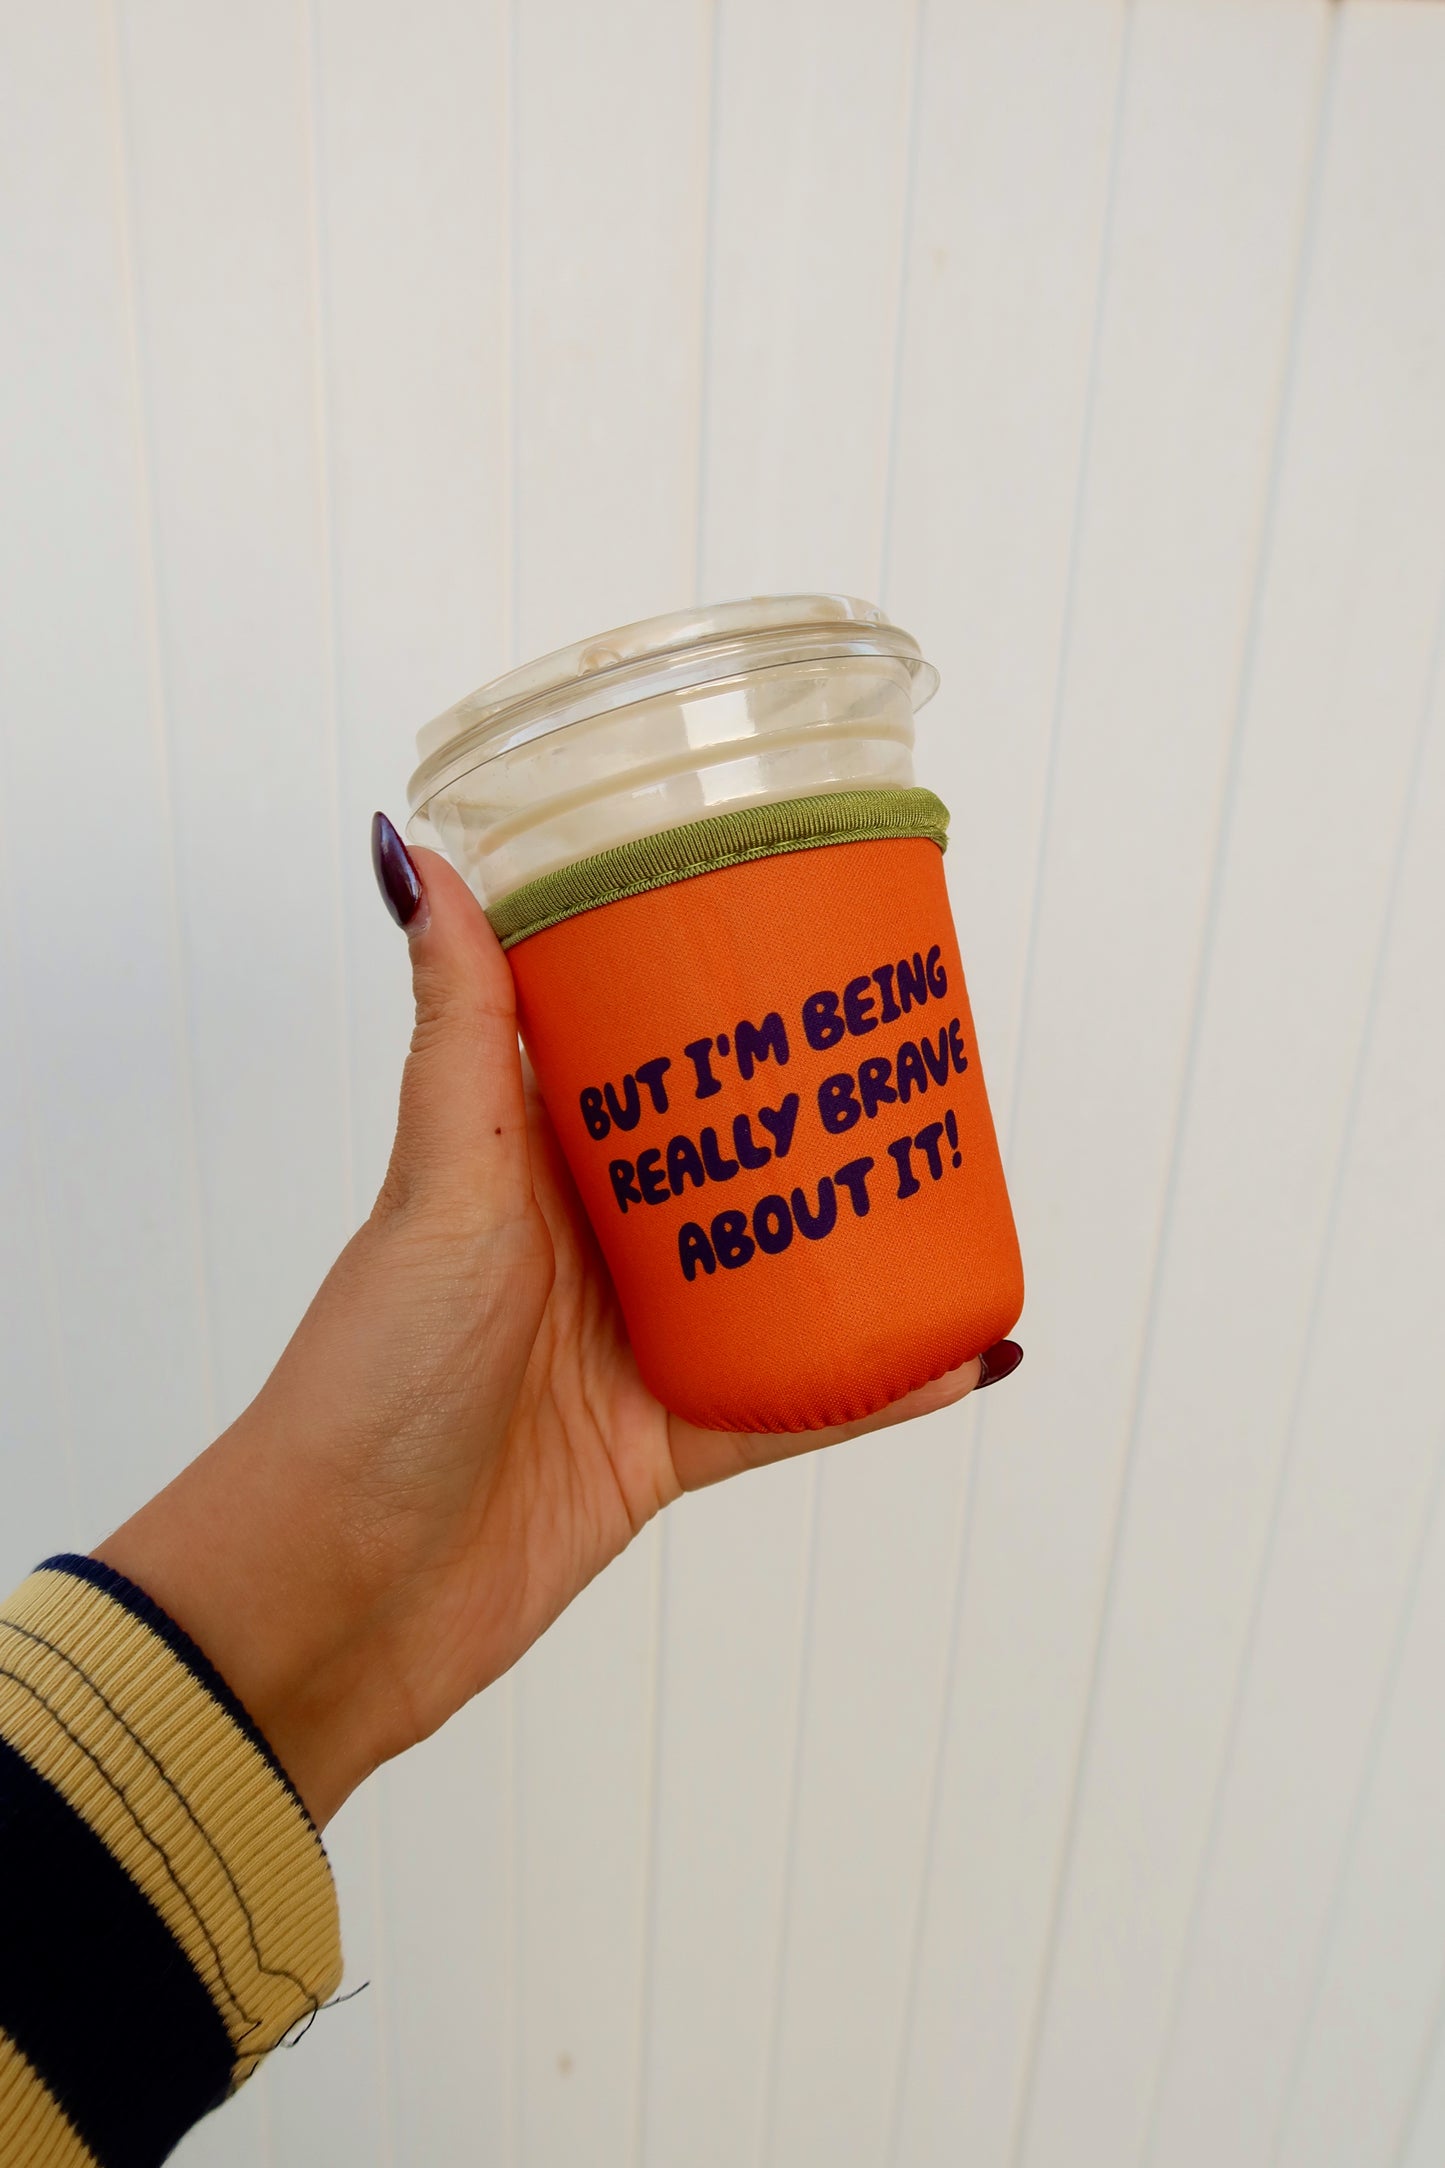 BUT I'M BEING
REALLY BRAVE
ABOUT IT!